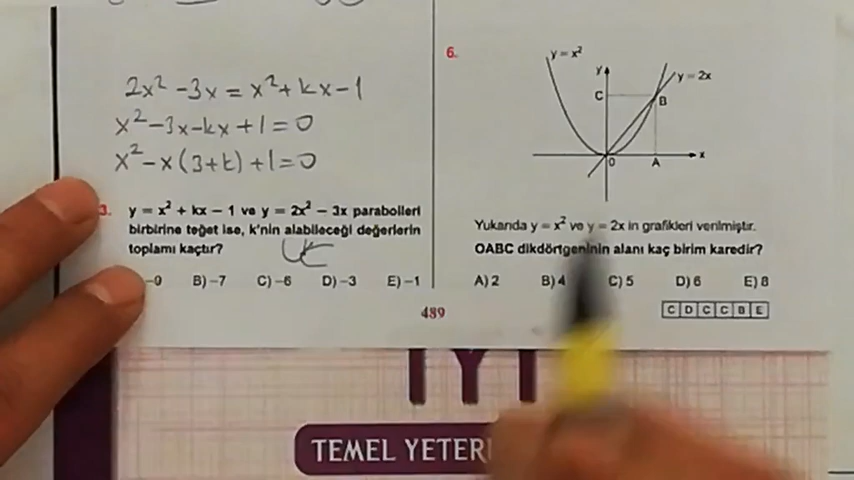 2x² - 3x = x² + kx - 1
x² - 3x - kx + 1 = 0
x² - x(3+k) + 1 = 0
3. y = x² + kx – 1 ve y = 2x² – 3x parabolleri
birbirine teğet ise, k'nin alabileceği değerlerin
toplamı kaçtır?
B) –7 C) –6 D) –3 E) –1
6.
y = x²
y
y = 2x
C
B
0
A
x
Yukarıda y = x² ve y = 2x in grafikleri verilmiştir.
OABC dikdörtgeninin alanı kaç birim karedir?
A) 2 B) 4 C) 5 D) 6 E) 8
C D C C B E
489
TYT
TEMEL